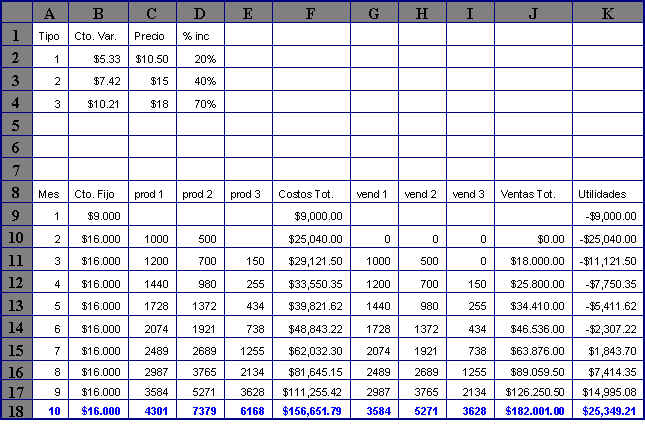 A B C D E F G H I J K
1 Tipo Cto. Var. Precio % inc
2 1 $5.33 $10.50 20%
3 2 $7.42 $15 40%
4 3 $10.21 $18 70%
5
6
7
8 Mes Cto. Fijo prod 1 prod 2 prod 3 Costos Tot. vend 1 vend 2 vend 3 Ventas Tot. Utilidades
9 1 $9.000 $9,000.00 -$9,000.00
10 2 $16.000 1000 500 $25,040.00 0 0 0 $0.00 -$25,040.00
11 3 $16.000 1200 700 150 $29,121.50 1000 500 0 $18.000.00 -$11,121.50
12 4 $16.000 1440 980 255 $33,550.35 1200 700 150 $25.800.00 -$7,750.35
13 5 $16.000 1728 1372 434 $39,821.62 1440 980 255 $34.410.00 -$5,411.62
14 6 $16.000 2074 1921 738 $48,843.22 1728 1372 434 $46.536.00 -$2,307.22
15 7 $16.000 2489 2689 1255 $62,032.30 2074 1921 738 $63.876.00 $1,843.70
16 8 $16.000 2987 3765 2134 $81,645.15 2489 2689 1255 $89.059.50 $7,414.35
17 9 $16.000 3584 5271 3628 $111,255.42 2987 3765 2134 $126.250.50 $14,995.08
18 10 $16.000 4301 7379 6168 $156,651.79 3584 5271 3628 $182.001.00 $25,349.21